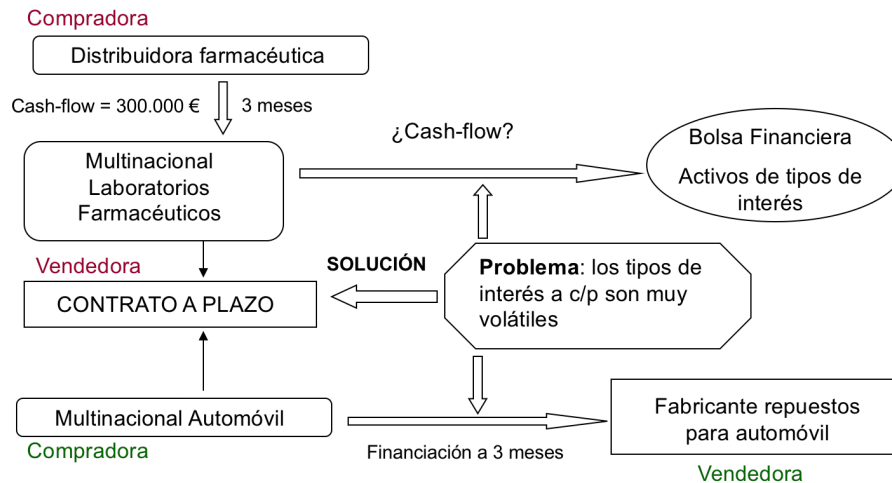 Compradora
Distribuidora farmacéutica
Cash-flow = 300.000 €
3 meses
¿Cash-flow?
Multinacional
Laboratorios
Farmacéuticos
Bolsa Financiera
Activos de tipos de
interés
Vendedora
SOLUCIÓN
CONTRATO A PLAZO
Problema: los tipos de
interés a c/p son muy
volátiles
Multinacional Automóvil
Compradora
Financiación a 3 meses
Fabricante repuestos
para automóvil
Vendedora